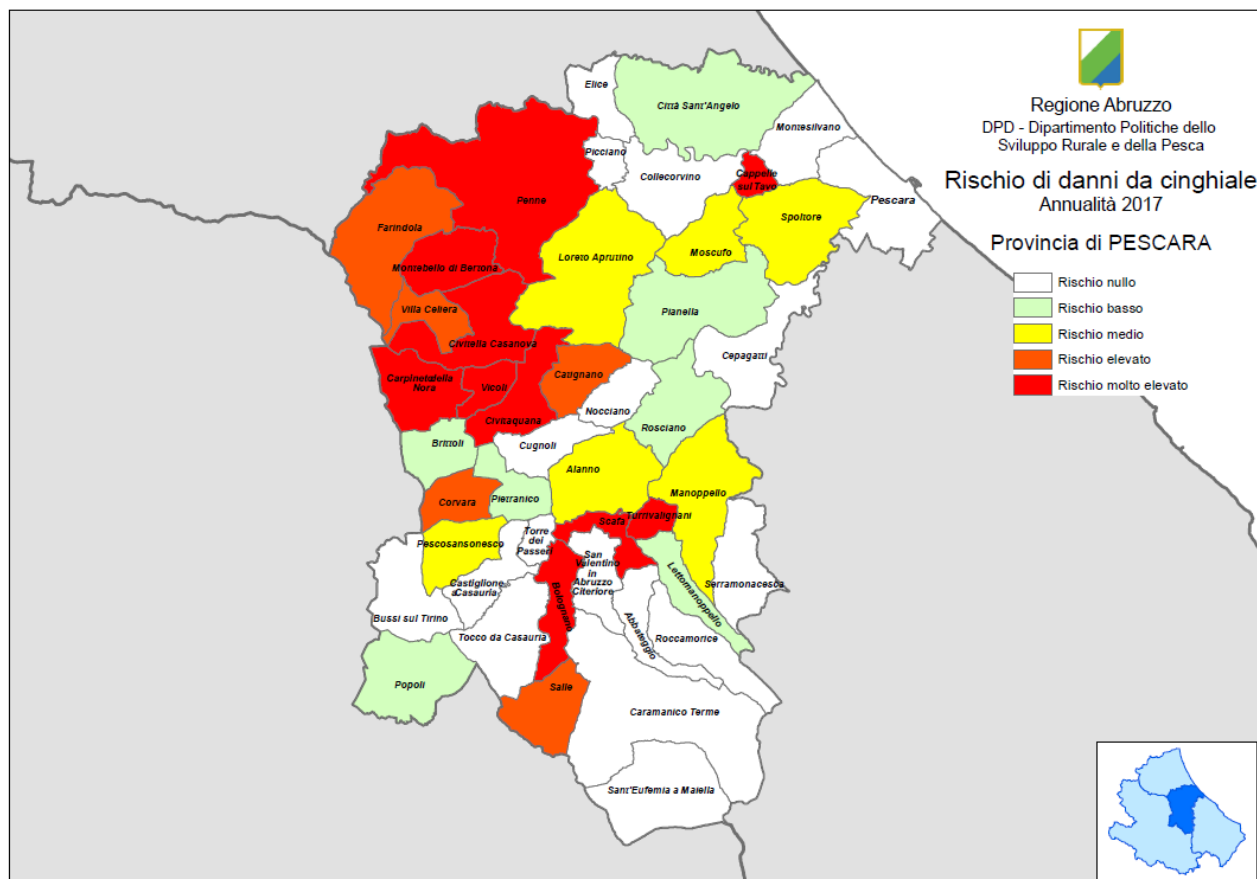 Regione Abruzzo
DPD - Dipartimento Politiche dello
Sviluppo Rurale e della Pesca
Rischio di danni da cinghiale
Annualità 2017
Provincia di PESCARA
Rischio nullo
Rischio basso
Rischio medio
Rischio elevato
Rischio molto elevato
Elice
Città Sant'Angelo
Montesilvano
Picciano
Collecorvino
Cappelle
sul Tavo
Penne
Pescara
Spoltore
Farindola
Moscufo
Loreto Aprutino
Montebello di Bertona
Villa Celiera
Pianella
Civitella Casanova
Cepagatti
Carpineto della
Nora
Vicoli
Catignano
Nocciano
Civitaquana
Rosciano
Brittoli
Cugnoli
Alanno
Manoppello
Corvara
Pietranico
Scafa
Turrivalignani
Pescosansonesco
Torre
dei
Passeri
San
Valentino
in
Abruzzo
Citeriore
Castiglione
a Casauria
Bolognano
Lettomanoppello
Serramonacesca
Bussi sul Tirino
Tocco da Casauria
Abbateggio
Roccamorice
Popoli
Salle
Caramanico Terme
Sant'Eufemia a Maiella